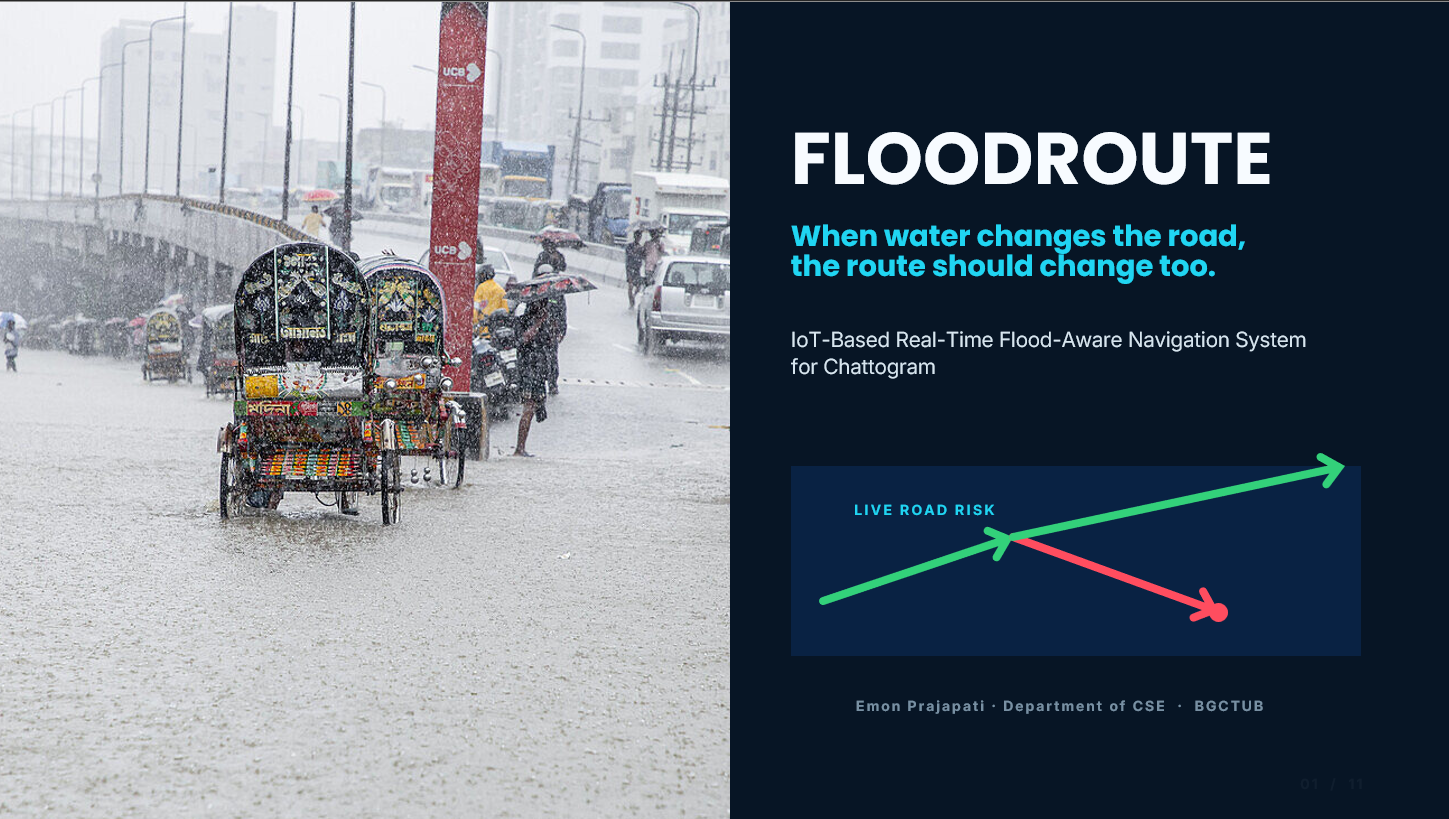 UCB
UCB
মদিনা
FLOODROUTE
When water changes the road,
the route should change too.
IoT-Based Real-Time Flood-Aware Navigation System
for Chattogram
LIVE ROAD RISK
Emon Prajapati · Department of CSE · BGCTUB
01 / 11